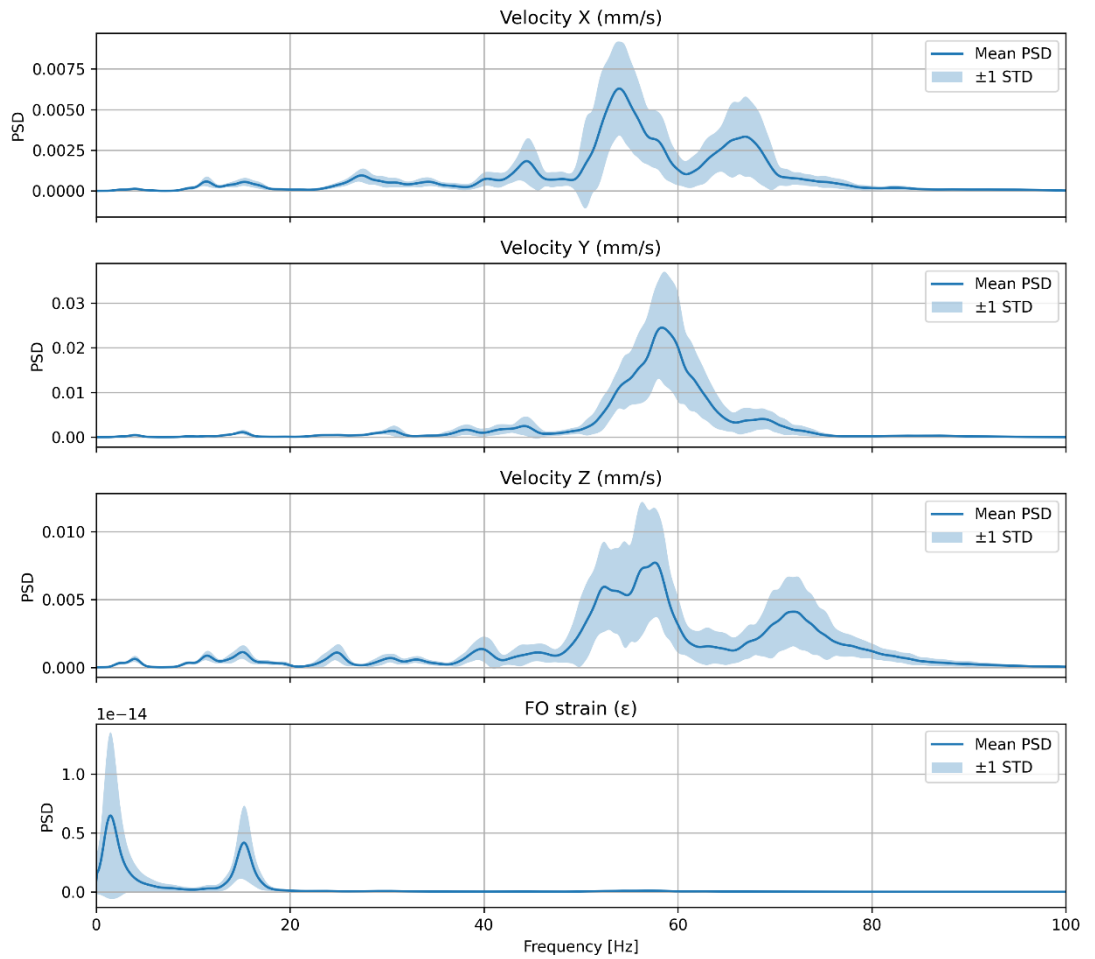 Velocity X (mm/s)
PSD
0.0075
0.0050
0.0025
0.0000
Mean PSD
±1 STD
Velocity Y (mm/s)
PSD
0.03
0.02
0.01
0.00
Mean PSD
±1 STD
Velocity Z (mm/s)
PSD
0.010
0.005
0.000
Mean PSD
±1 STD
FO strain (ε)
1e−14
PSD
1.0
0.5
0.0
Mean PSD
±1 STD
0 20 40 60 80 100
Frequency [Hz]